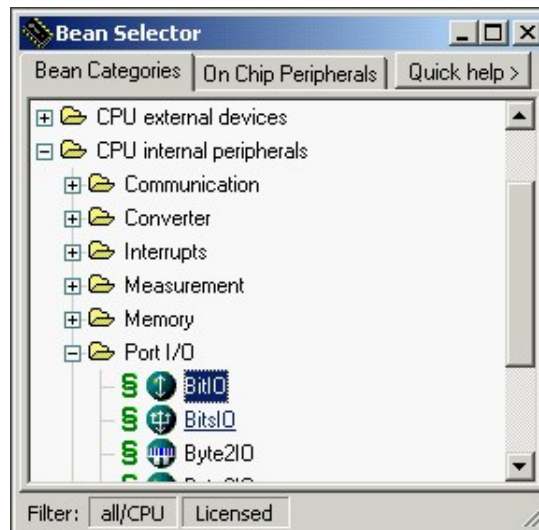 Bean Selector
Bean Categories On Chip Peripherals Quick help >
CPU external devices
CPU internal peripherals
Communication
Converter
Interrupts
Measurement
Memory
Port I/O
BitIO
BitsIO
Byte2IO
Filter: all/CPU Licensed